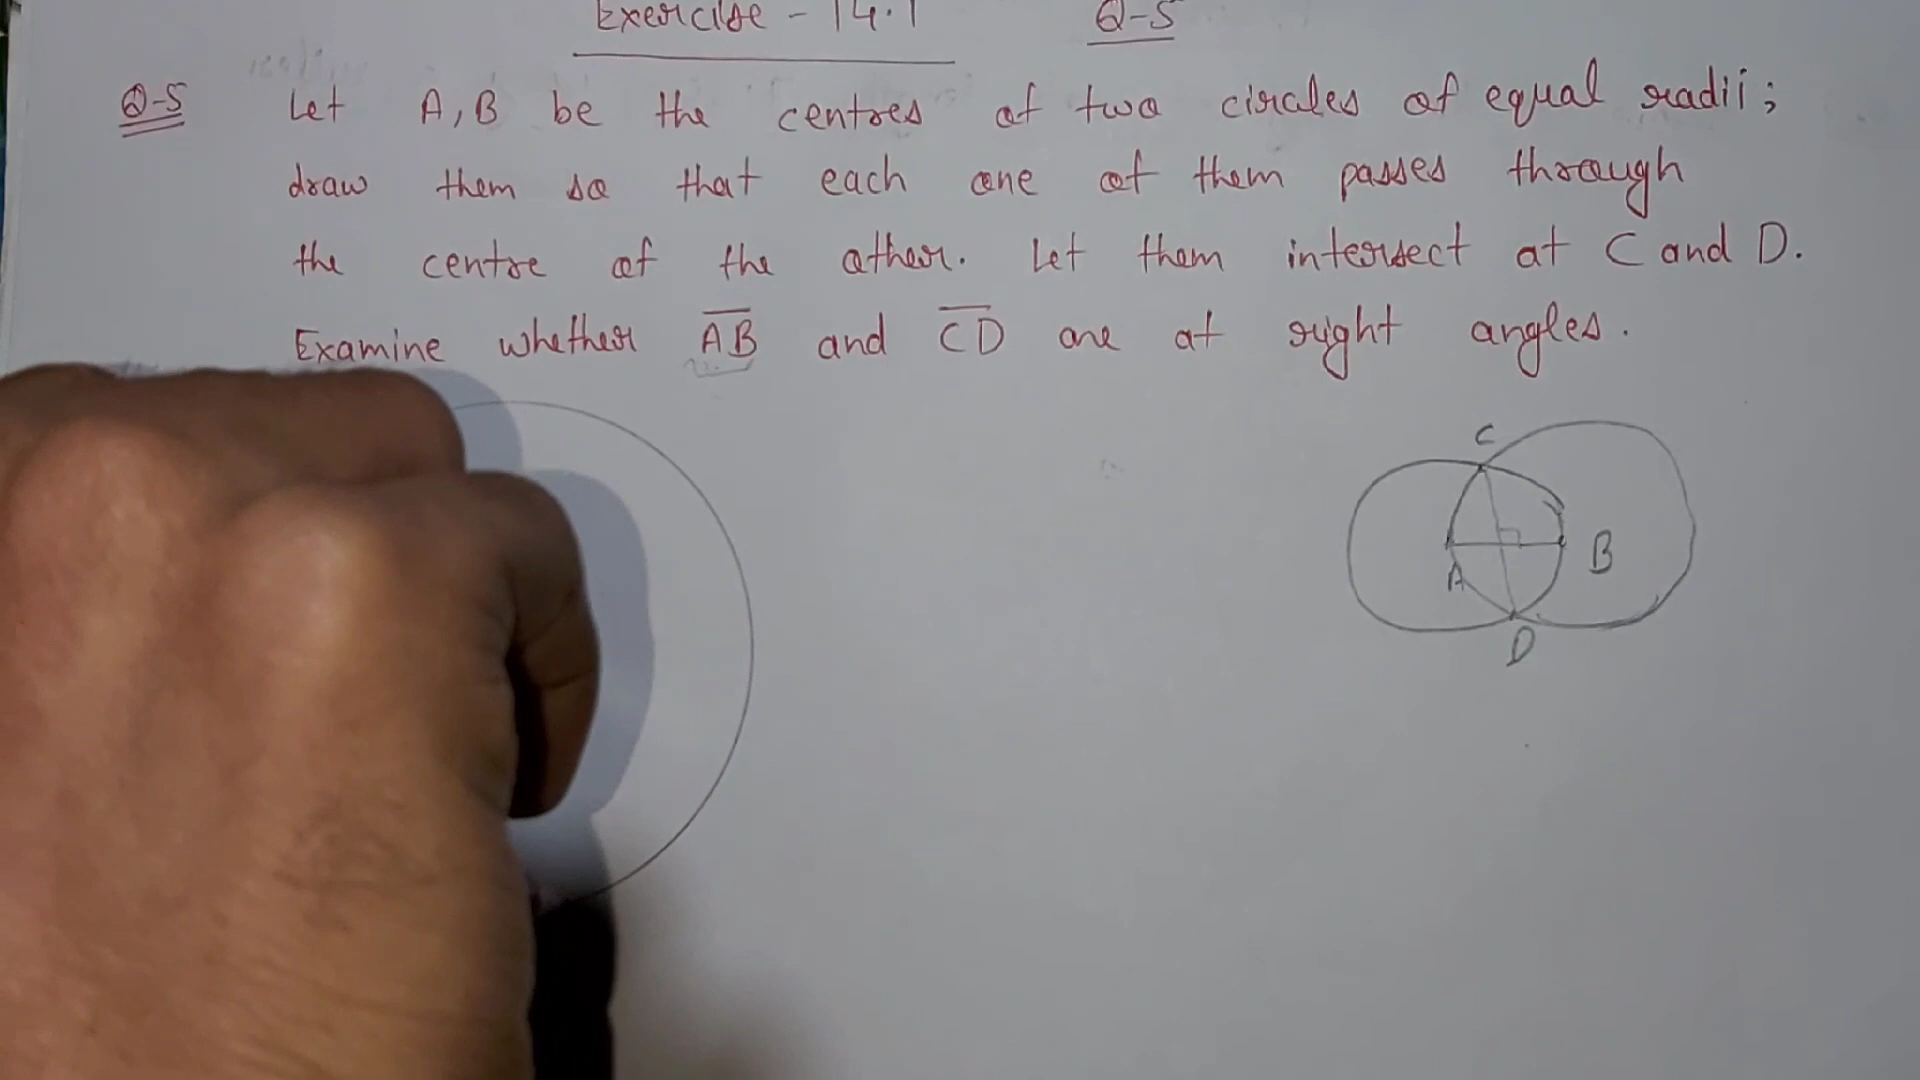 Exercise - 14.1 Q-5
Q-5 Let A, B be the centres of two circles of equal radii;
draw them so that each one of them passes through
the centre of the other. Let them intersect at C and D.
Examine whether AB and CD are at right angles.
C
B
A
D